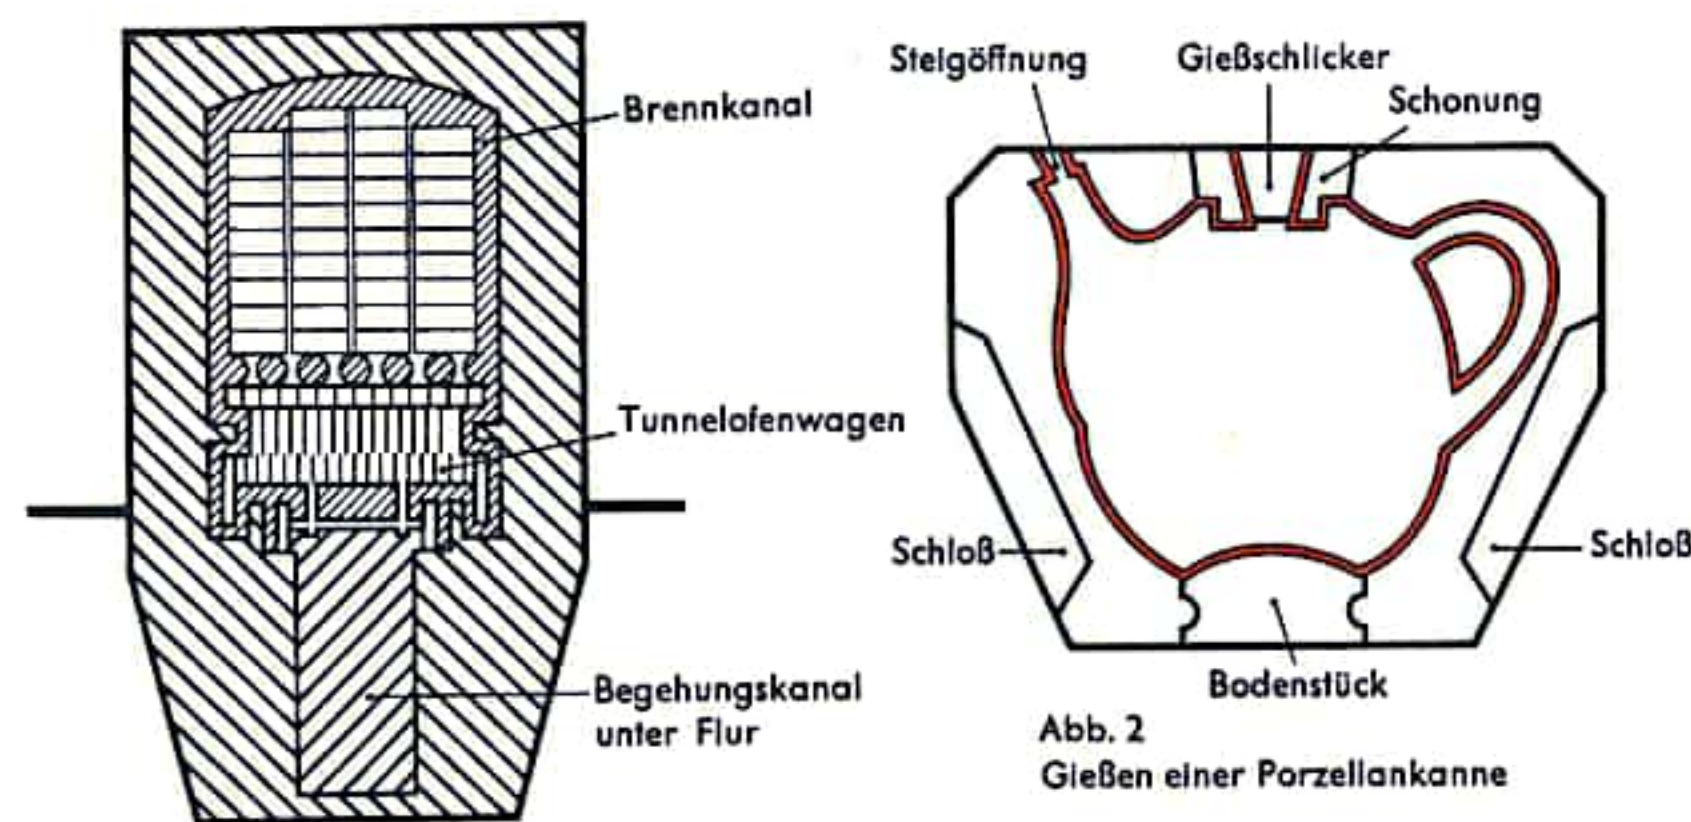 Brennkanal
Tunnelofenwagen
Begehungskanal
unter Flur
Steigöffnung
Gießschlicker
Schonung
Schloß
Schloß
Bodenstück
Abb. 2
Gießen einer Porzellankanne